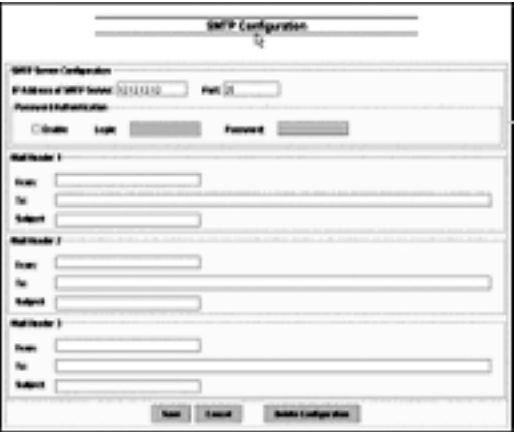 SMTP Configuration
SMTP Server Configuration
IP Address of SMTP Server: Port: 25
Password Authentication
Enable Login: Password:
Mail Header 1
From:
To:
Subject:
Mail Header 2
From:
To:
Subject:
Mail Header 3
From:
To:
Subject:
Save Cancel Delete Configuration